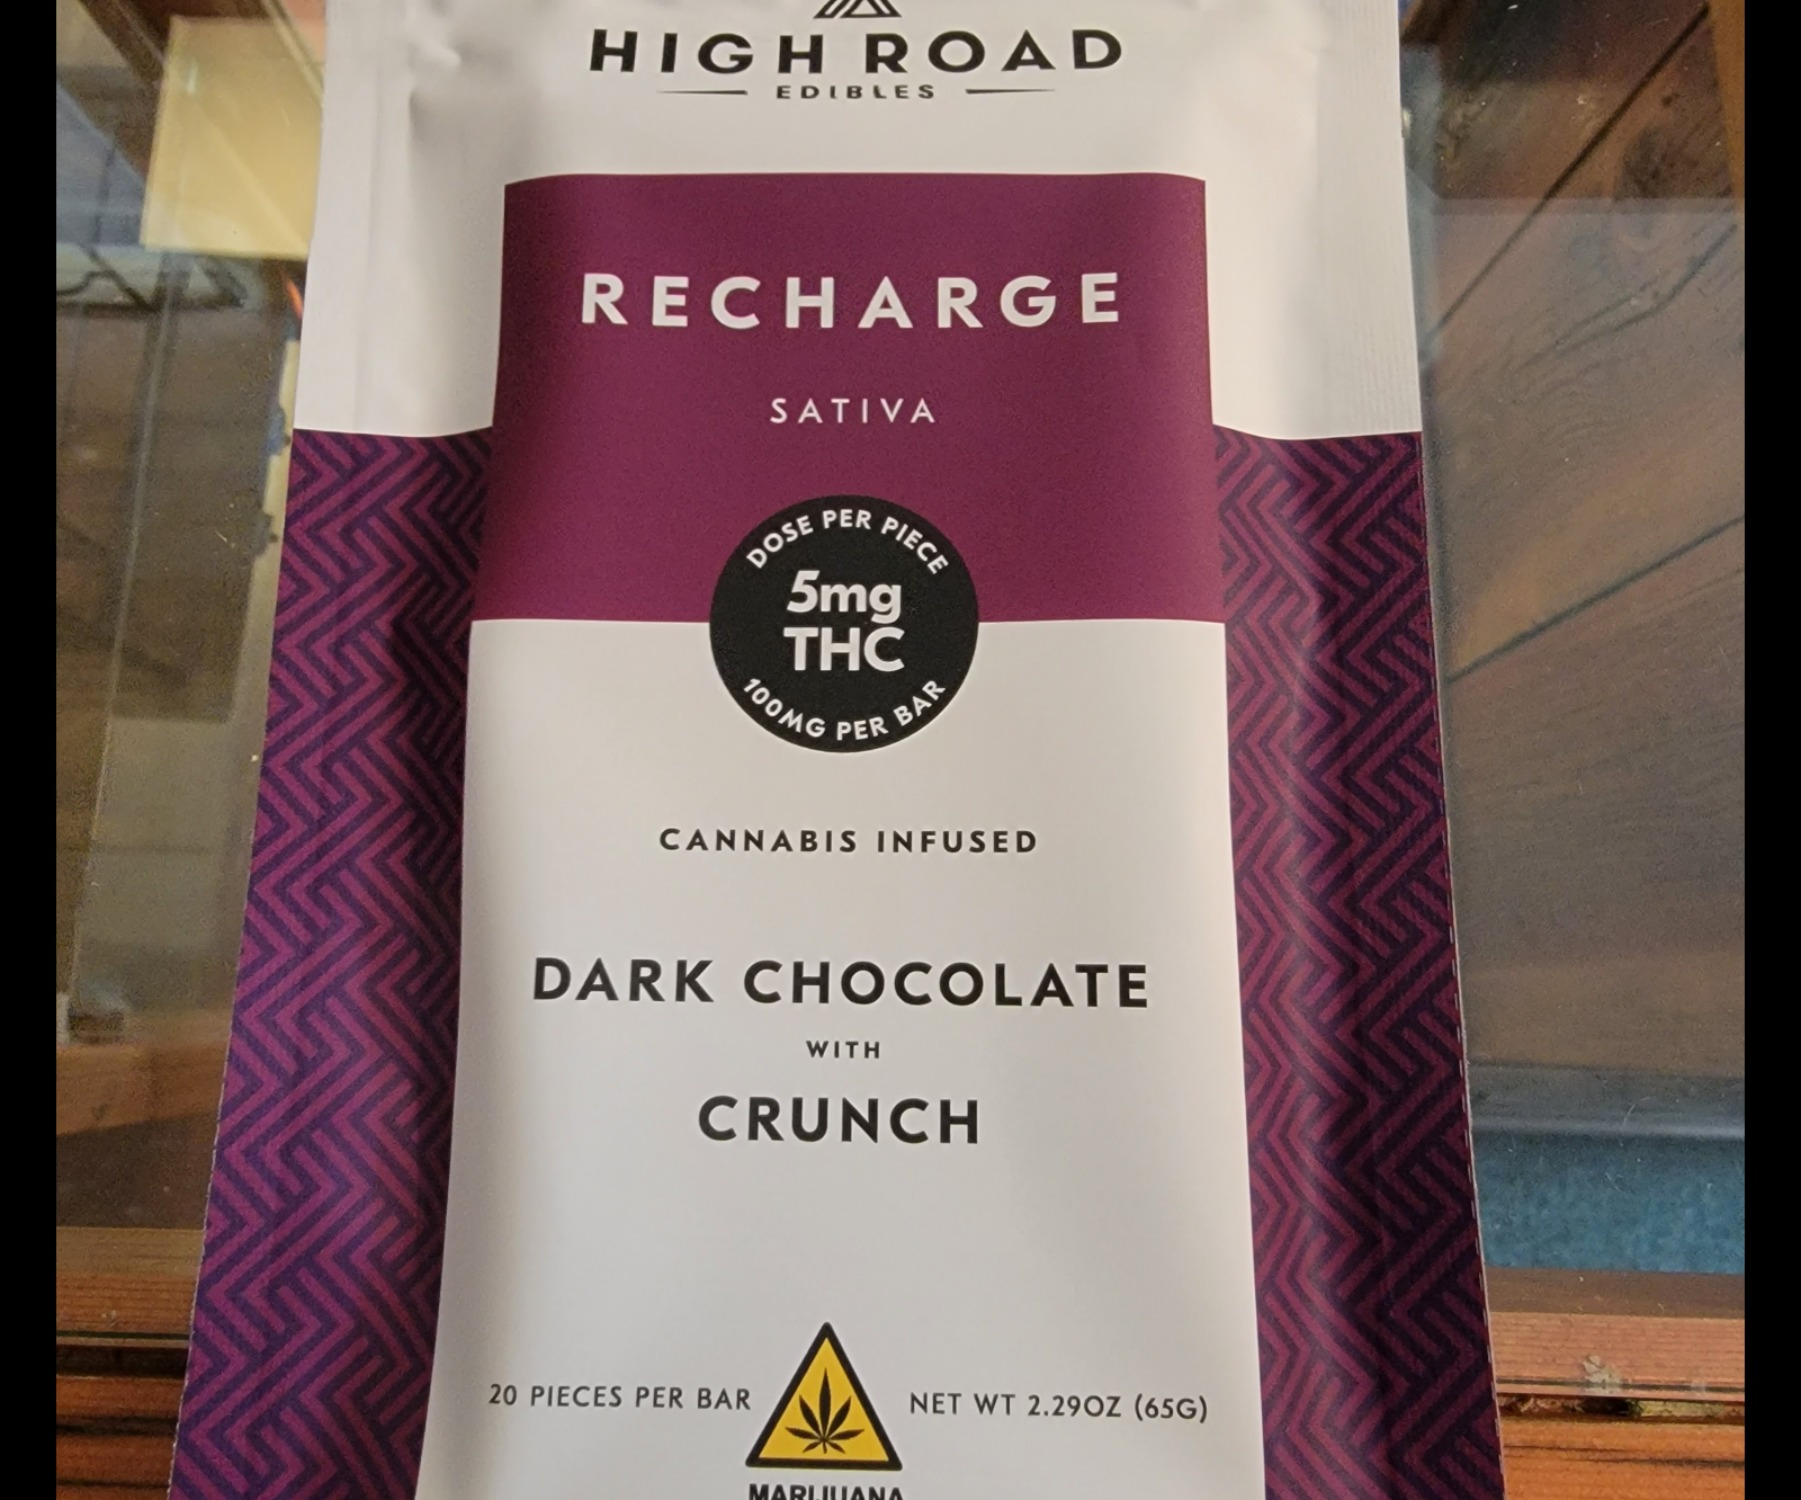 HIGH ROAD
EDIBLES
RECHARGE
SATIVA
DOSE PER PIECE
5mg
THC
100MG PER BAR
CANNABIS INFUSED
DARK CHOCOLATE
WITH
CRUNCH
20 PIECES PER BAR
NET WT 2.29OZ (65G)
MARIJUANA